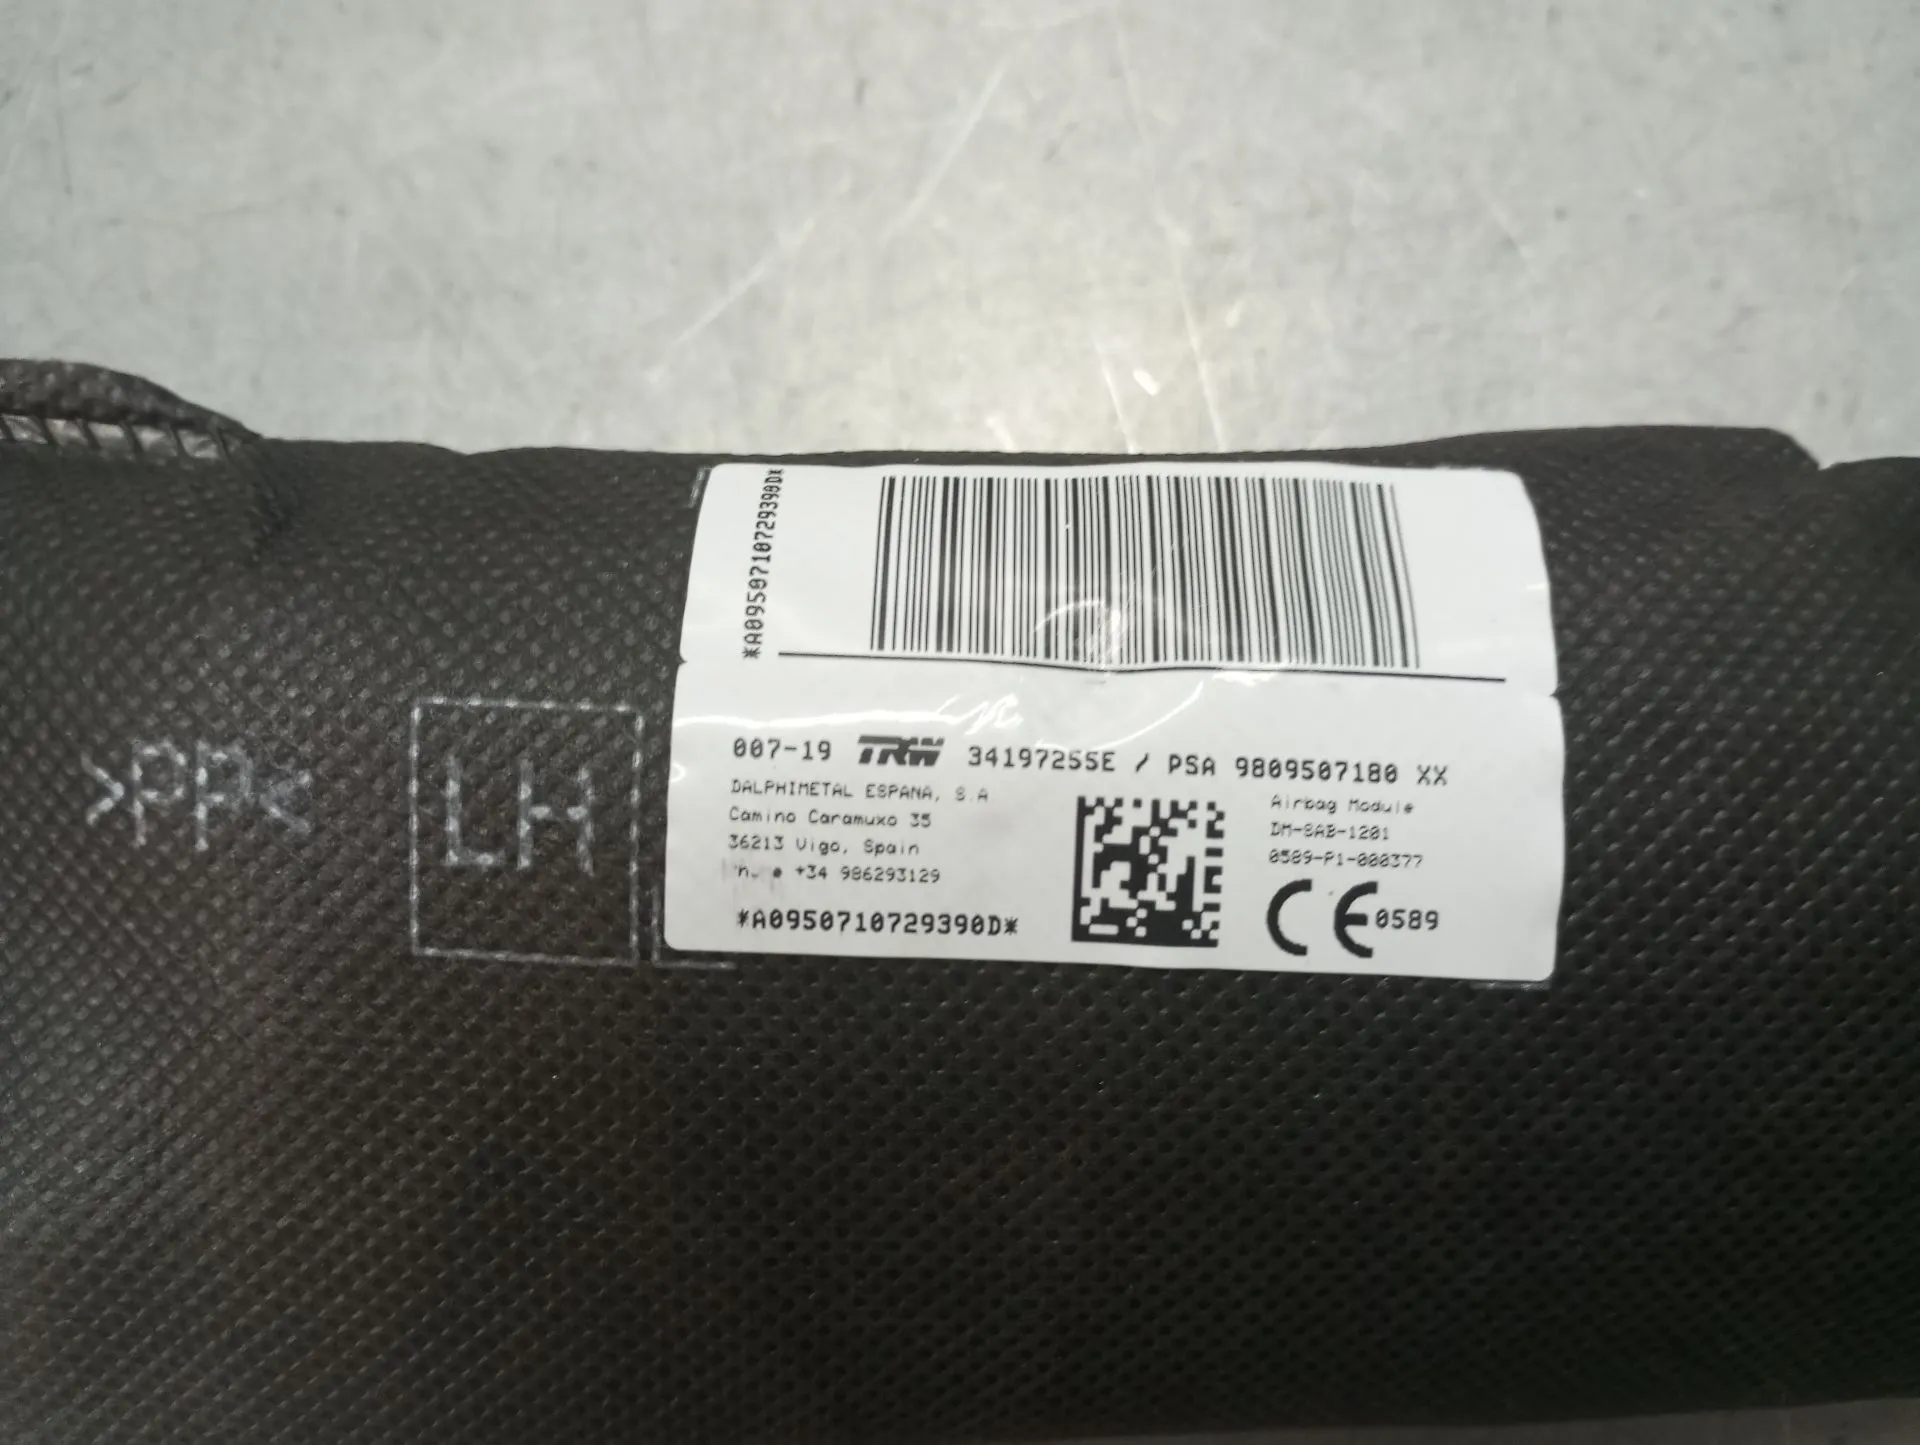 *A0950710729390D*
>PP<
LH
007-19 TRW 34197255E / PSA 9809507180 XX
DALPHIMETAL ESPANA, S.A
Camino Caramuxo 35
36213 Vigo, Spain
+34 986293129
*A0950710729390D*
Airbag Module
DM-SAB-1201
0589-P1-000377
CE 0589